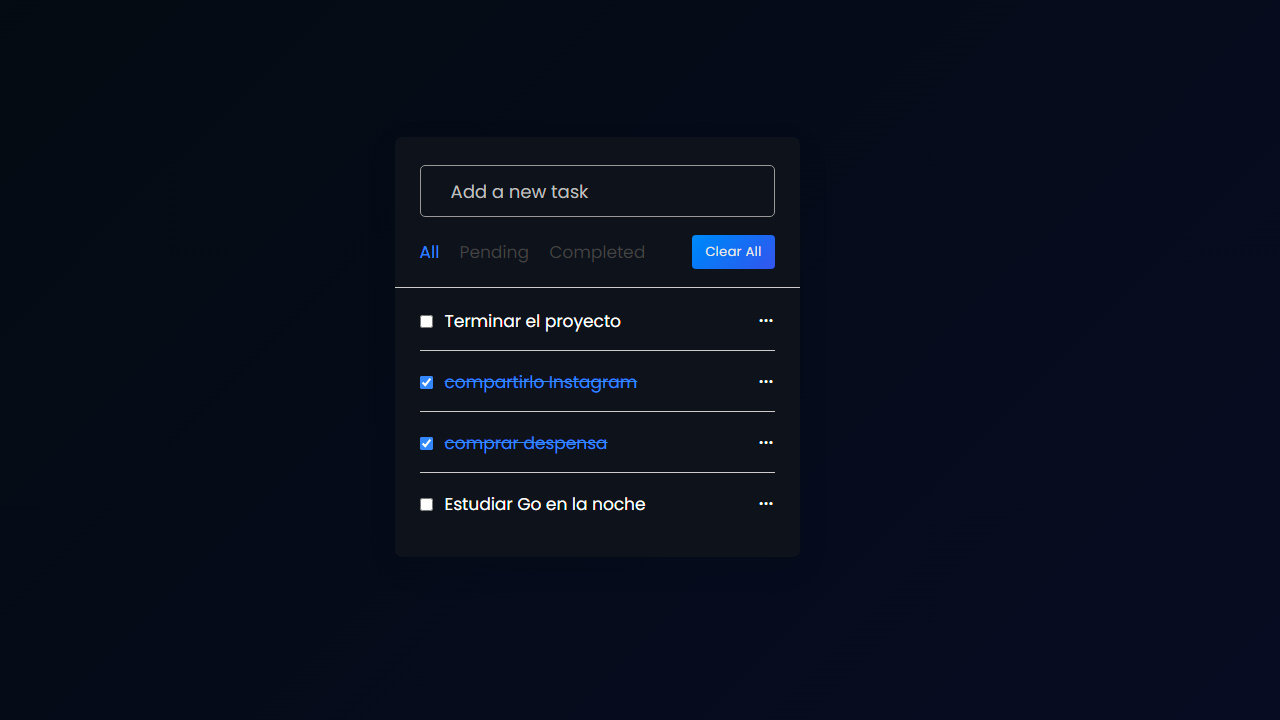 Add a new task
All Pending Completed Clear All
Terminar el proyecto
compartirlo Instagram
comprar despensa
Estudiar Go en la noche